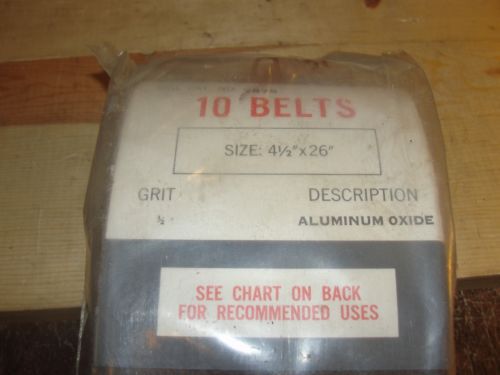 10 BELTS
SIZE: 4½"x26"
GRIT DESCRIPTION
½ ALUMINUM OXIDE
SEE CHART ON BACK
FOR RECOMMENDED USES